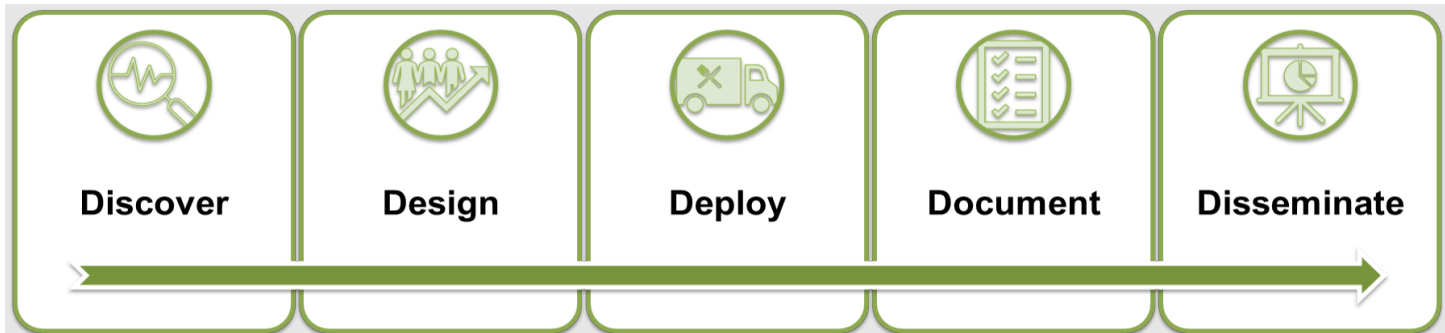 Discover
Design
Deploy
Document
Disseminate